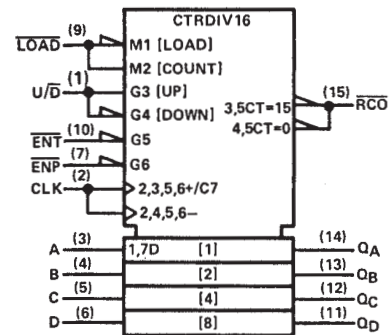 CTRDIV16
LOAD (9) M1 [LOAD]
M2 [COUNT]
U/D (1) G3 [UP]
G4 [DOWN]
ENT (10) G5
ENP (7) G6
CLK (2) 2,3,5,6+/C7
2,4,5,6−
3,5CT=15 (15) RCO
4,5CT=0
A (3) 1,7D [1] (14) QA
B (4) [2] (13) QB
C (5) [4] (12) QC
D (6) [8] (11) QD